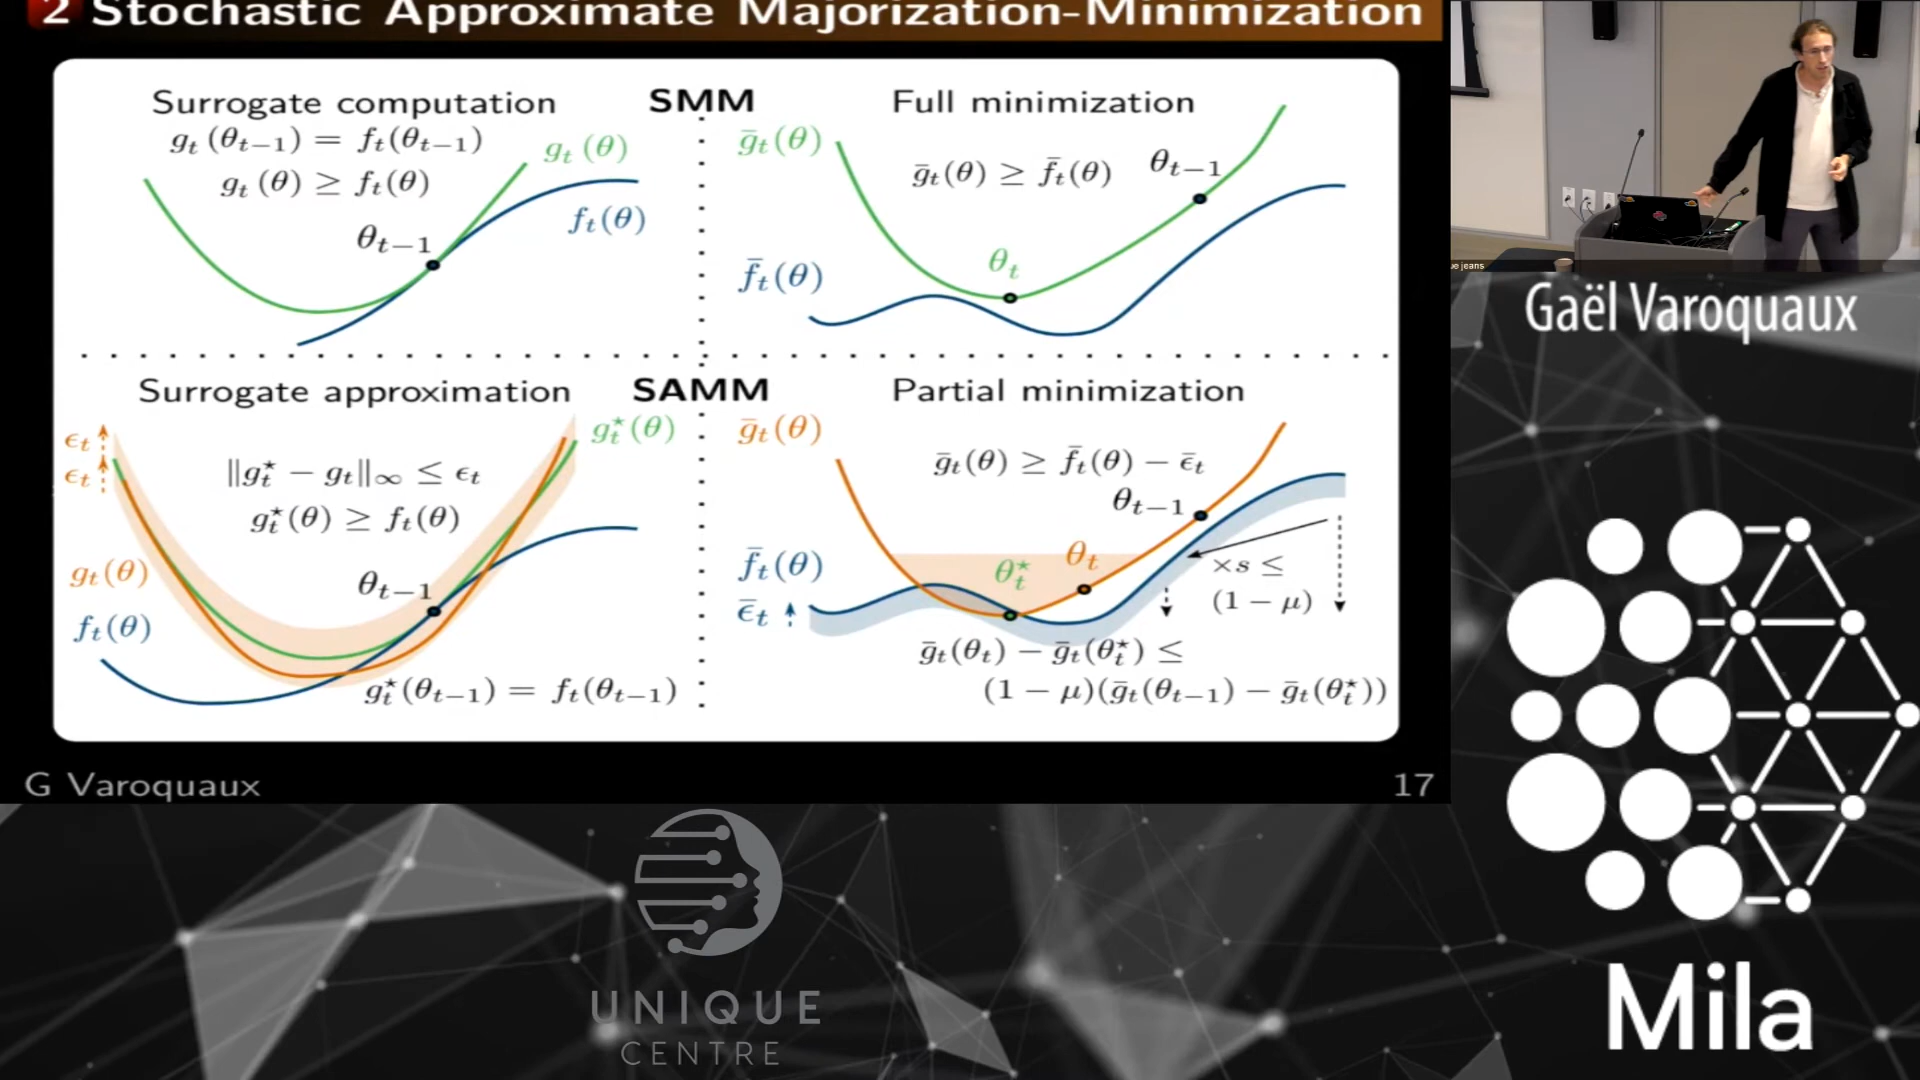 2 Stochastic Approximate Majorization-Minimization
Surrogate computation
SMM
Full minimization
g_t(θ_{t−1}) = f_t(θ_{t−1})
g_t(θ) ≥ f_t(θ)
g_t(θ)
f_t(θ)
θ_{t−1}
ḡ_t(θ)
ḡ_t(θ) ≥ f̄_t(θ)
θ_{t−1}
θ_t
f̄_t(θ)
Surrogate approximation
SAMM
Partial minimization
ϵ_t
ϵ_t
‖g_t^⋆ − g_t‖_∞ ≤ ϵ_t
g_t^⋆(θ) ≥ f_t(θ)
g_t^⋆(θ)
g_t(θ)
f_t(θ)
θ_{t−1}
g_t^⋆(θ_{t−1}) = f_t(θ_{t−1})
ḡ_t(θ)
ḡ_t(θ) ≥ f̄_t(θ) − ϵ̄_t
θ_{t−1}
f̄_t(θ)
ϵ̄_t
θ_t^⋆
θ_t
×s ≤
(1 − μ)
ḡ_t(θ_t) − ḡ_t(θ_t^⋆) ≤
(1 − μ)(ḡ_t(θ_{t−1}) − ḡ_t(θ_t^⋆))
G Varoquaux
17
ue jeans
Gaël Varoquaux
UNIQUE
CENTRE
Mila